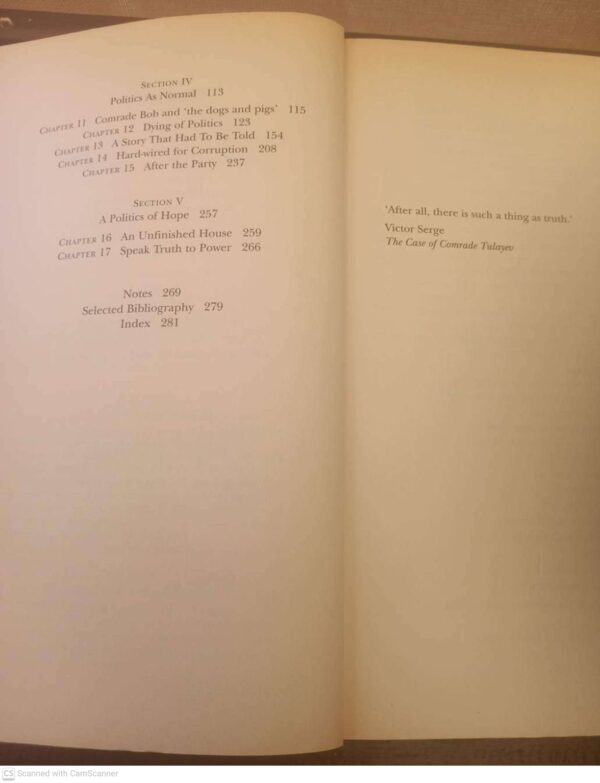 SECTION IV
Politics As Normal 113
CHAPTER 11 Comrade Bob and 'the dogs and pigs' 115
CHAPTER 12 Dying of Politics 123
CHAPTER 13 A Story That Had To Be Told 154
CHAPTER 14 Hard-wired for Corruption 208
CHAPTER 15 After the Party 237
SECTION V
A Politics of Hope 257
CHAPTER 16 An Unfinished House 259
CHAPTER 17 Speak Truth to Power 266
Notes 269
Selected Bibliography 279
Index 281
'After all, there is such a thing as truth.'
Victor Serge
The Case of Comrade Tulayev
CS Scanned with CamScanner